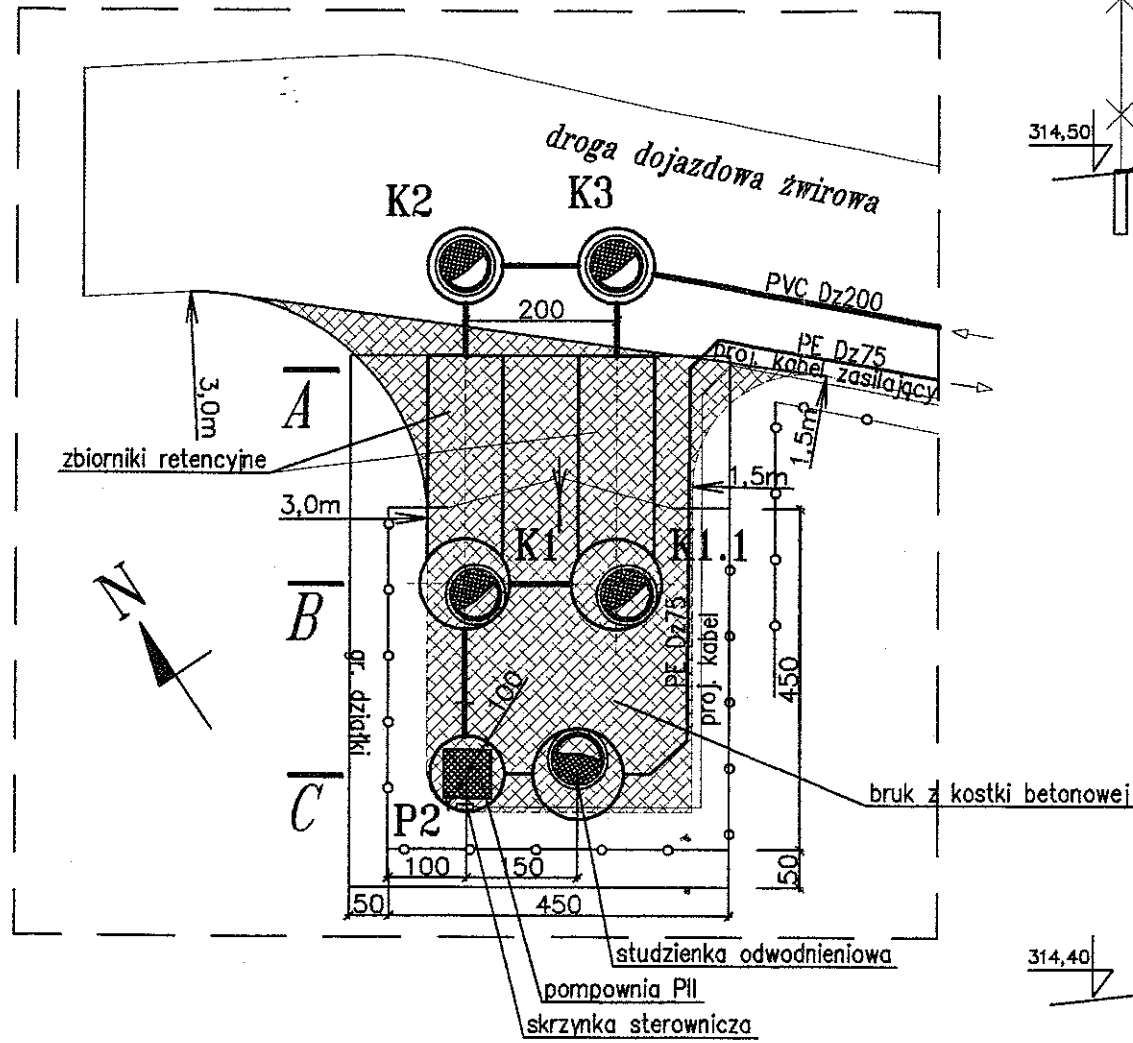 droga dojazdowa żwirowa
314,50
K2
K3
PVC Dz200
200
PE Dz75
proj. kabel zasilający
3,0m
A
1,5m
zbiorniki retencyjne
1,5m
3,0m
K1
K1.1
N
B
PE Dz75
proj. kabel
450
gr. działki
100
C
bruk z kostki betonowej
P2
100
150
50
50
450
studzienka odwodnieniowa
314,40
pompownia PII
skrzynka sterownicza